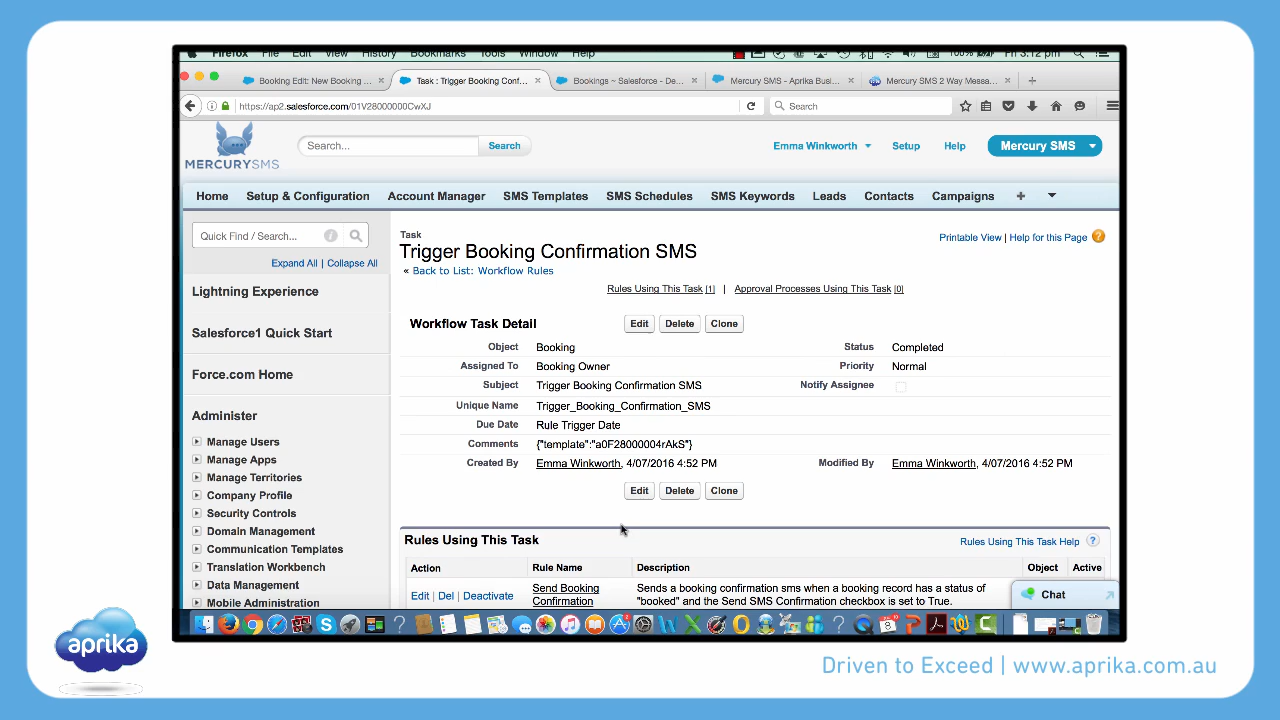 Firefox File Edit View History Bookmarks Tools Window Help 100% Fri 3:12 pm
Booking Edit: New Booking ... × Task : Trigger Booking Conf... × Bookings ~ Salesforce - De... × Mercury SMS - Aprika Busi... × Mercury SMS 2 Way Messa... × +
https://ap2.salesforce.com/01V28000000CwXJ Search
MERCURYSMS Search... Search Emma Winkworth Setup Help Mercury SMS
Home Setup & Configuration Account Manager SMS Templates SMS Schedules SMS Keywords Leads Contacts Campaigns +
Quick Find / Search...
Expand All | Collapse All
Lightning Experience
Salesforce1 Quick Start
Force.com Home
Administer
Manage Users
Manage Apps
Manage Territories
Company Profile
Security Controls
Domain Management
Communication Templates
Translation Workbench
Data Management
Mobile Administration
Task
Trigger Booking Confirmation SMS
« Back to List: Workflow Rules
Printable View | Help for this Page ?
Rules Using This Task [1] | Approval Processes Using This Task [0]
Workflow Task Detail Edit Delete Clone
Object Booking Status Completed
Assigned To Booking Owner Priority Normal
Subject Trigger Booking Confirmation SMS Notify Assignee
Unique Name Trigger_Booking_Confirmation_SMS
Due Date Rule Trigger Date
Comments {"template":"a0F28000004rAkS"}
Created By Emma Winkworth, 4/07/2016 4:52 PM Modified By Emma Winkworth, 4/07/2016 4:52 PM
Edit Delete Clone
Rules Using This Task Rules Using This Task Help ?
Action Rule Name Description Object Active
Edit | Del | Deactivate Send Booking Confirmation Sends a booking confirmation sms when a booking record has a status of
"booked" and the Send SMS Confirmation checkbox is set to True.
Chat
aprika
Driven to Exceed | www.aprika.com.au